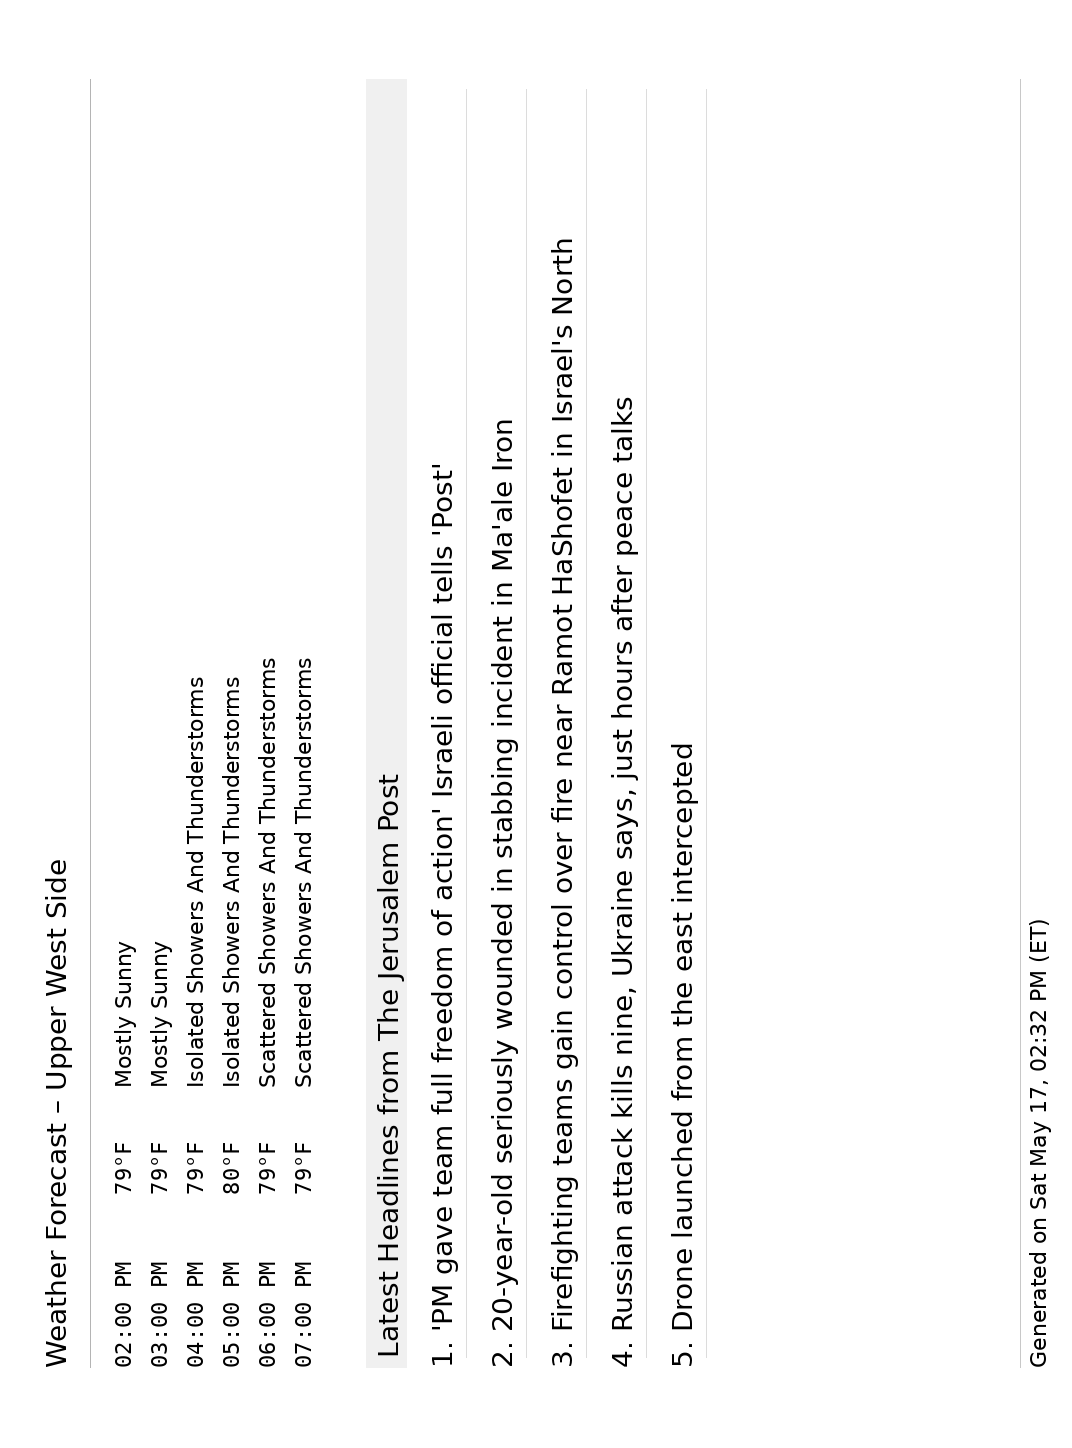 Weather Forecast – Upper West Side
02:00 PM 79°F Mostly Sunny
03:00 PM 79°F Mostly Sunny
04:00 PM 79°F Isolated Showers And Thunderstorms
05:00 PM 80°F Isolated Showers And Thunderstorms
06:00 PM 79°F Scattered Showers And Thunderstorms
07:00 PM 79°F Scattered Showers And Thunderstorms
Latest Headlines from The Jerusalem Post
1. 'PM gave team full freedom of action' Israeli official tells 'Post'
2. 20-year-old seriously wounded in stabbing incident in Ma'ale Iron
3. Firefighting teams gain control over fire near Ramot HaShofet in Israel's North
4. Russian attack kills nine, Ukraine says, just hours after peace talks
5. Drone launched from the east intercepted
Generated on Sat May 17, 02:32 PM (ET)